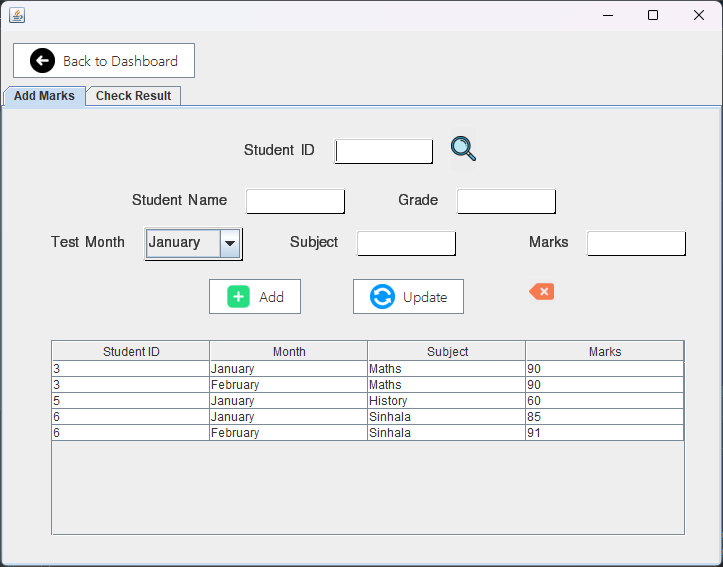 Back to Dashboard
Add Marks Check Result
Student ID
Student Name Grade
Test Month January Subject Marks
Add Update
Student ID Month Subject Marks
3 January Maths 90
3 February Maths 90
5 January History 60
6 January Sinhala 85
6 February Sinhala 91